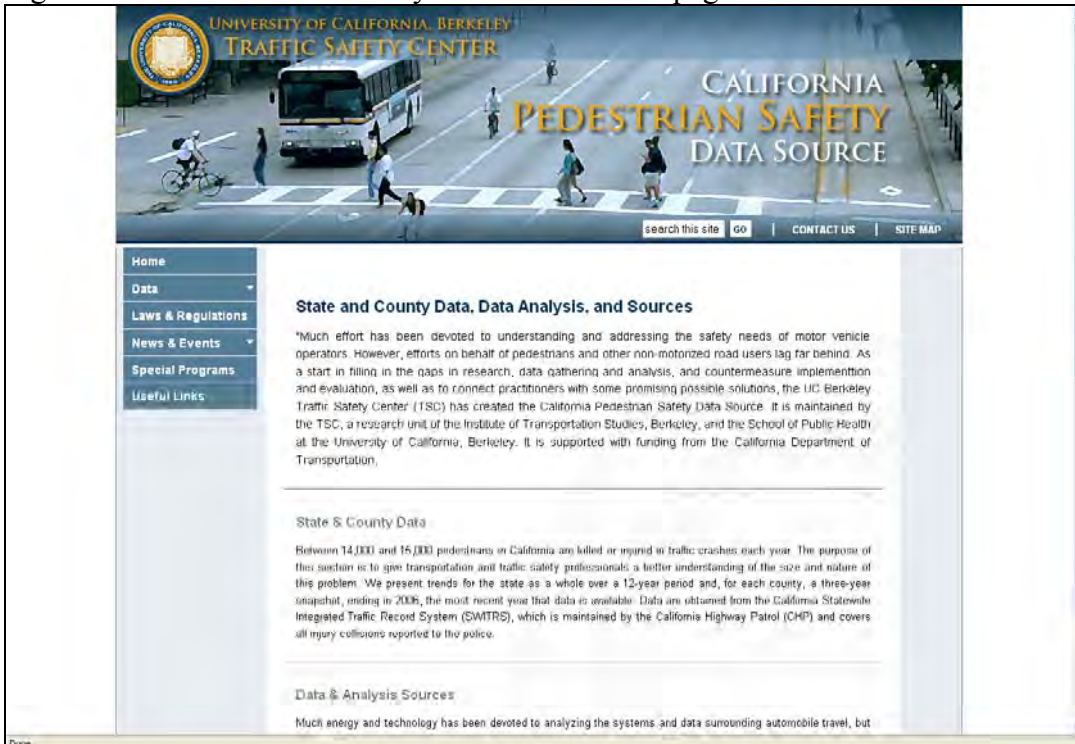 UNIVERSITY OF CALIFORNIA, BERKELEY
TRAFFIC SAFETY CENTER
CALIFORNIA
PEDESTRIAN SAFETY
DATA SOURCE
search this site GO | CONTACT US | SITE MAP
Home
Data
Laws & Regulations
News & Events
Special Programs
Useful Links
State and County Data, Data Analysis, and Sources
"Much effort has been devoted to understanding and addressing the safety needs of motor vehicle
operators. However, efforts on behalf of pedestrians and other non-motorized road users lag far behind. As
a start in filling in the gaps in research, data gathering and analysis, and countermeasure implementtion
and evaluation, as well as to connect practitioners with some promising possible solutions, the UC Berkeley
Traffic Safety Center (TSC) has created the California Pedestrian Safety Data Source. It is maintained by
the TSC, a research unit of the Institute of Transportation Studies, Berkeley, and the School of Public Health
at the University of California, Berkeley. It is supported with funding from the California Department of
Transportation.
State & County Data
Between 14,000 and 16,000 pedestrians in California are killed or injured in traffic crashes each year. The purpose of
this section is to give transportation and traffic safety professionals a better understanding of the size and nature of
this problem. We present trends for the state as a whole over a 12-year period and, for each county, a three-year
snapshot, ending in 2006, the most recent year that data is available. Data are obtained from the California Statewide
Integrated Traffic Record System (SWITRS), which is maintained by the California Highway Patrol (CHP) and covers
all injury collisions reported to the police.
Data & Analysis Sources
Much energy and technology has been devoted to analyzing the systems and data surrounding automobile travel, but